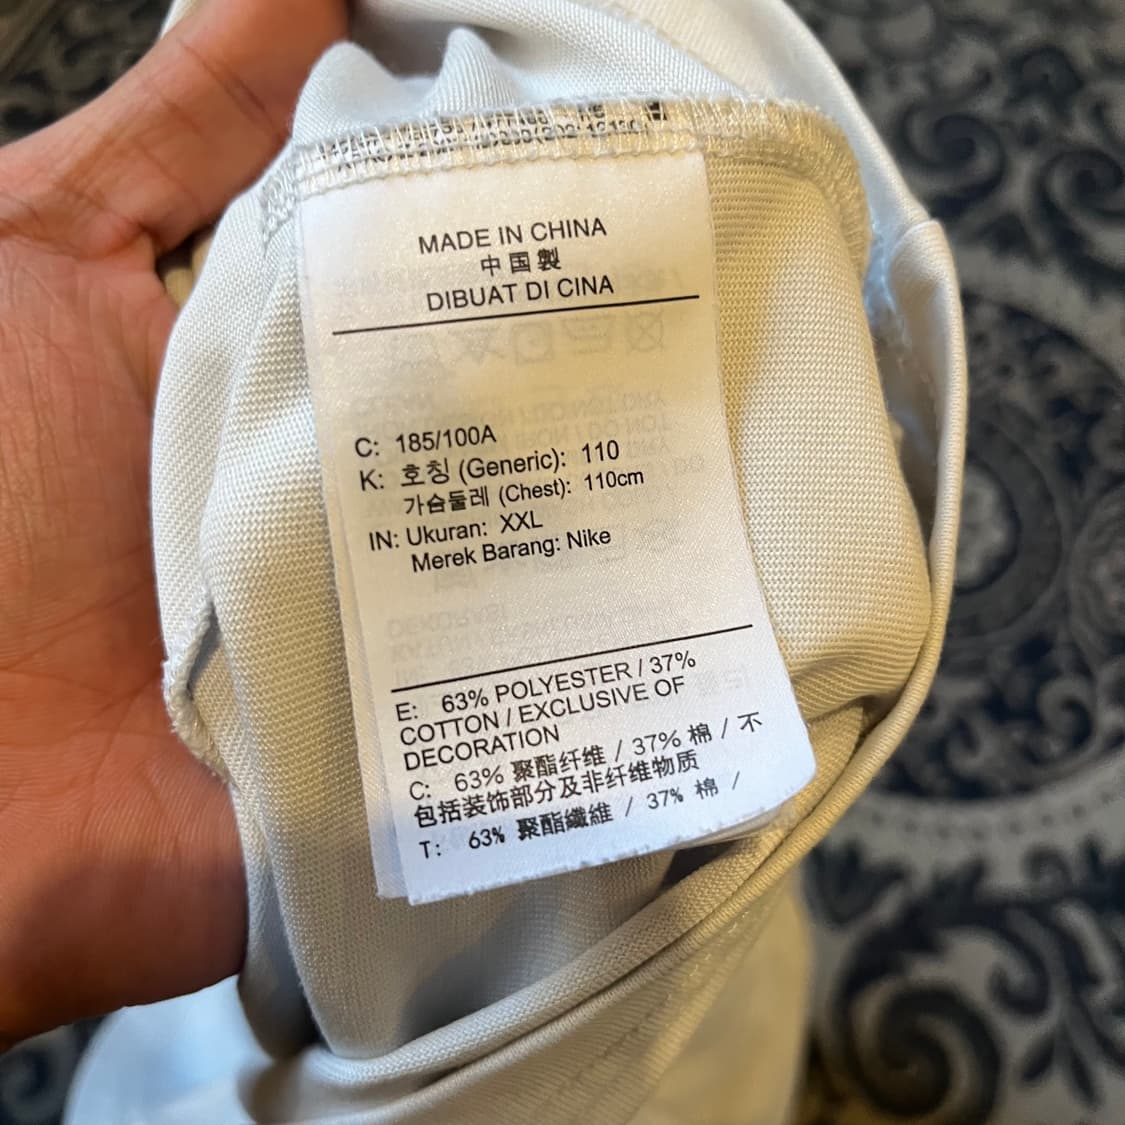 MADE IN CHINA
中国製
DIBUAT DI CINA
C: 185/100A
K: 호칭 (Generic): 110
가슴둘레 (Chest): 110cm
IN: Ukuran: XXL
Merek Barang: Nike
E: 63% POLYESTER / 37%
COTTON / EXCLUSIVE OF
DECORATION
C: 63% 聚酯纤维 / 37% 棉 / 不
包括装饰部分及非纤维物质
T: 63% 聚酯纖維 / 37% 棉 /